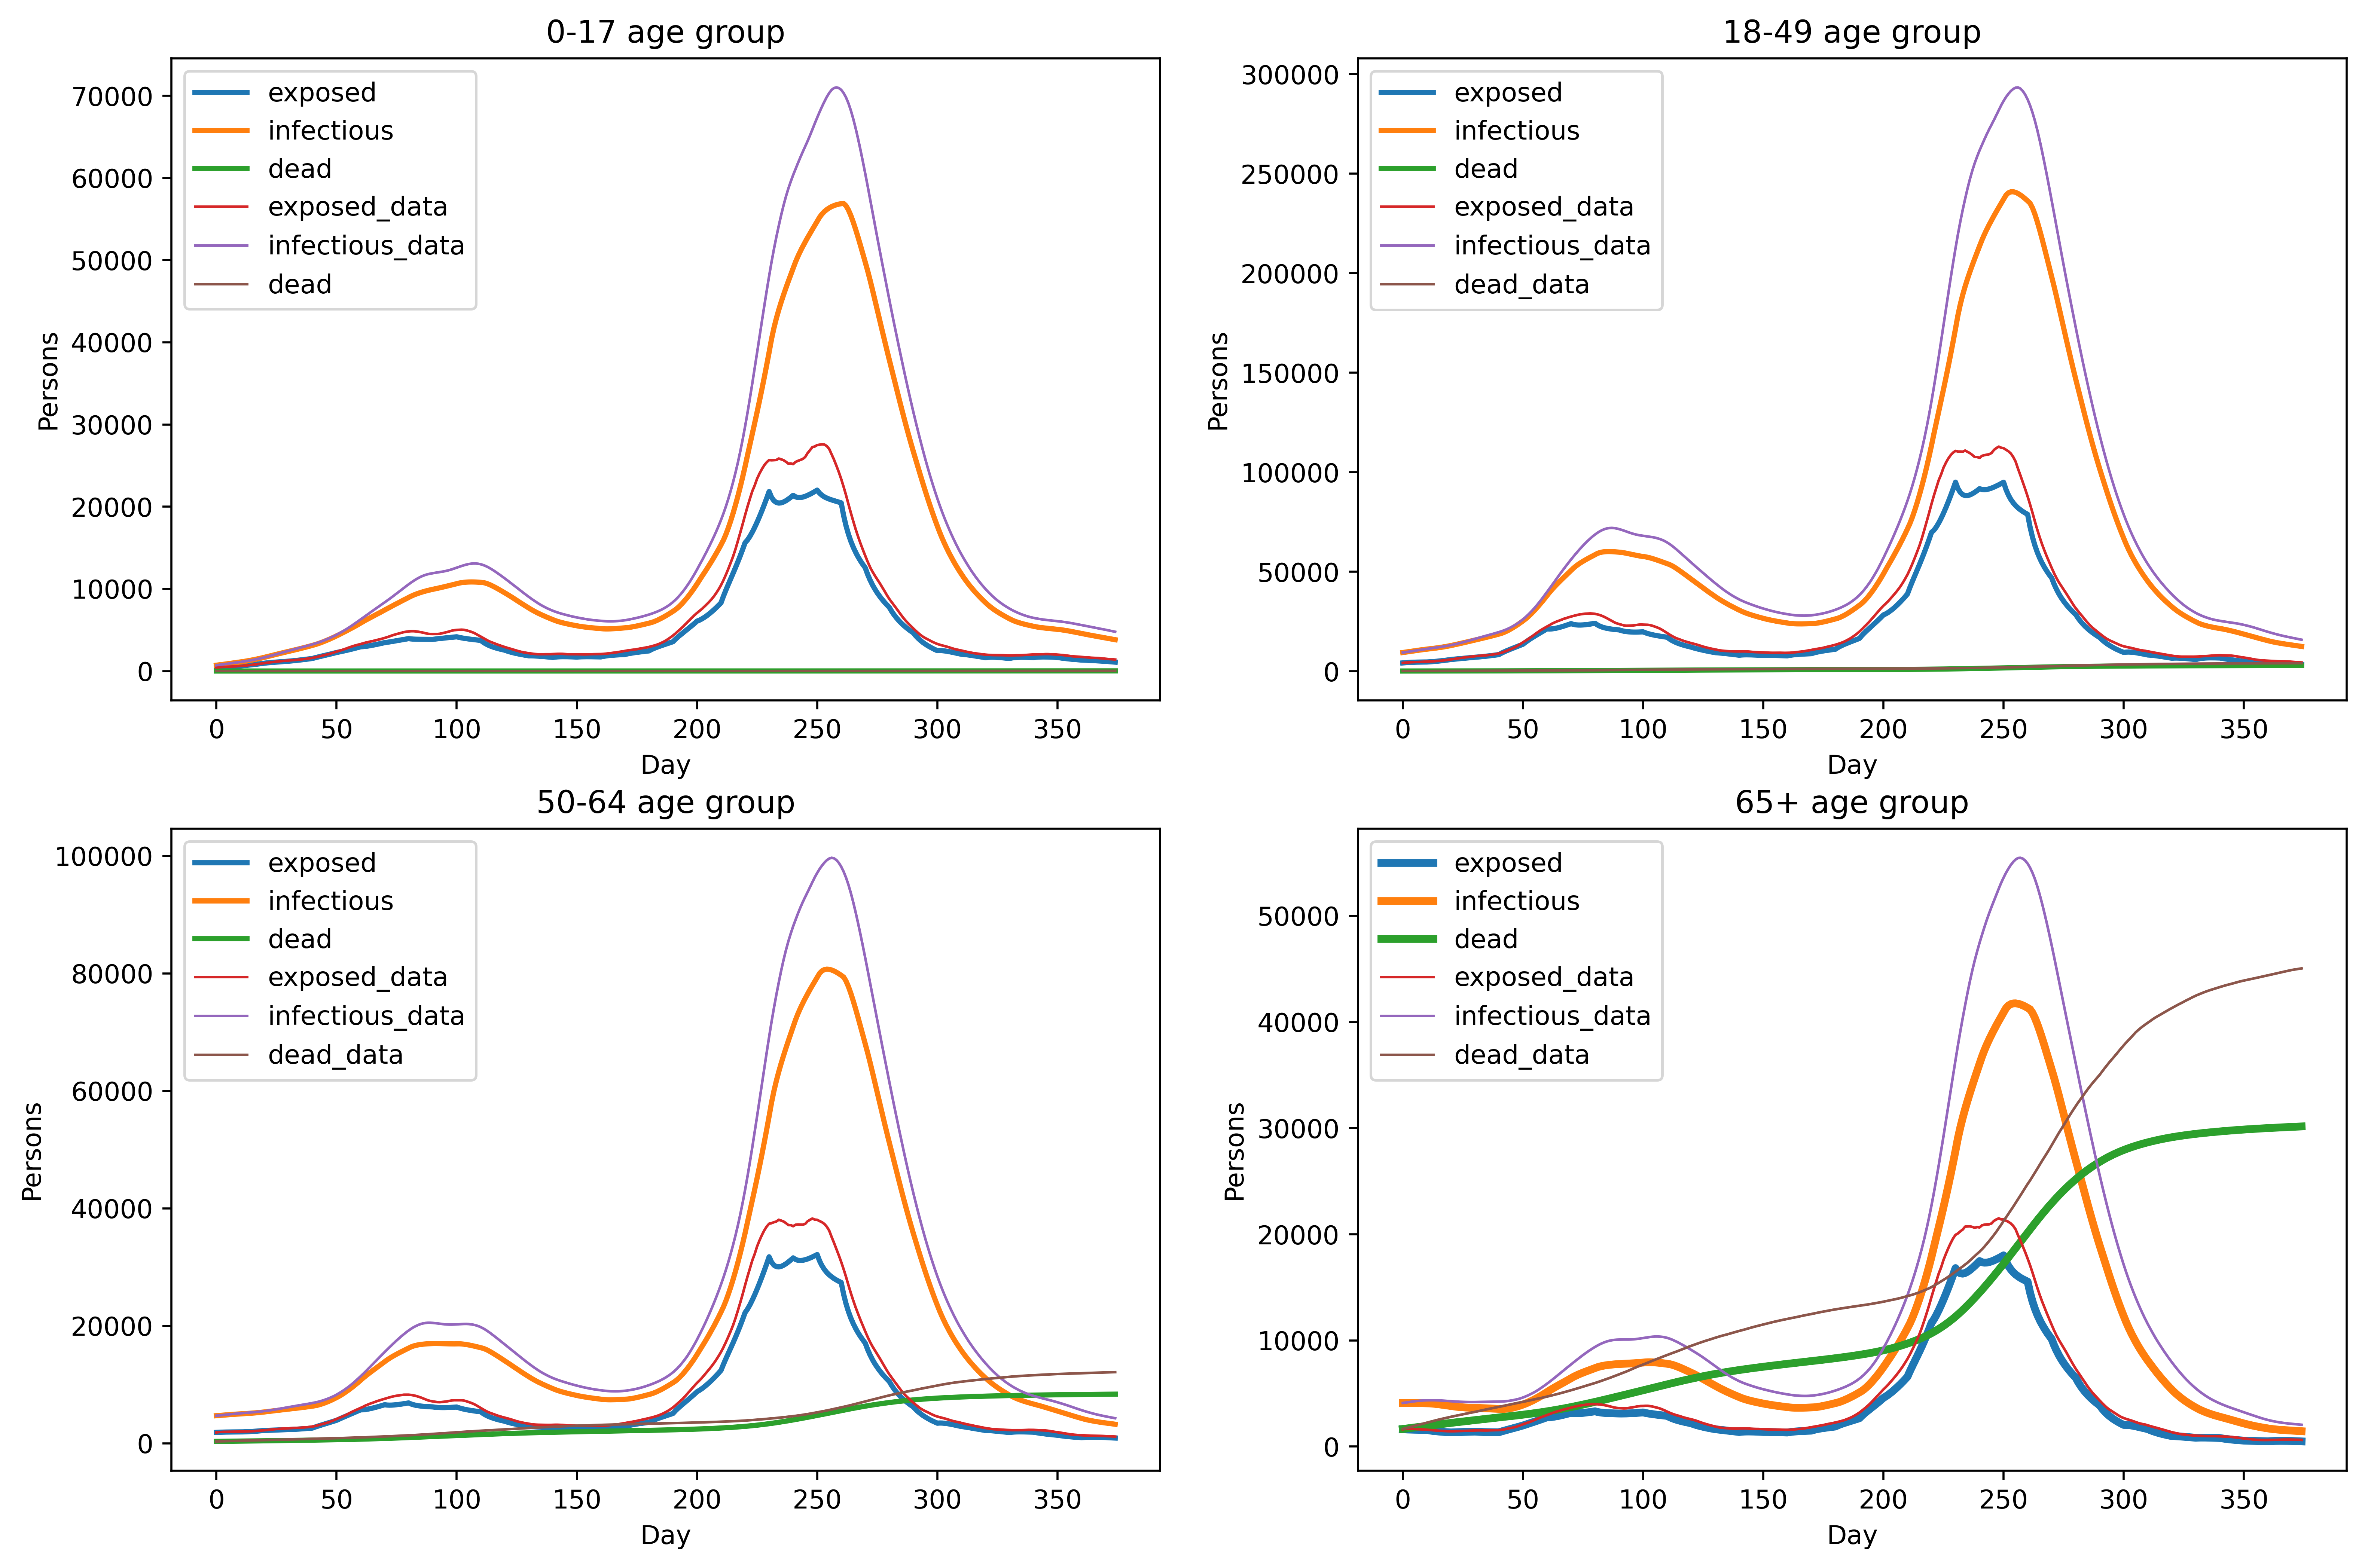 0-17 age group
exposed
infectious
dead
exposed_data
infectious_data
dead
70000
60000
50000
40000
30000
20000
10000
0
Persons
0 50 100 150 200 250 300 350
Day
18-49 age group
exposed
infectious
dead
exposed_data
infectious_data
dead_data
300000
250000
200000
150000
100000
50000
0
Persons
0 50 100 150 200 250 300 350
Day
50-64 age group
exposed
infectious
dead
exposed_data
infectious_data
dead_data
100000
80000
60000
40000
20000
0
Persons
0 50 100 150 200 250 300 350
Day
65+ age group
exposed
infectious
dead
exposed_data
infectious_data
dead_data
50000
40000
30000
20000
10000
0
Persons
0 50 100 150 200 250 300 350
Day